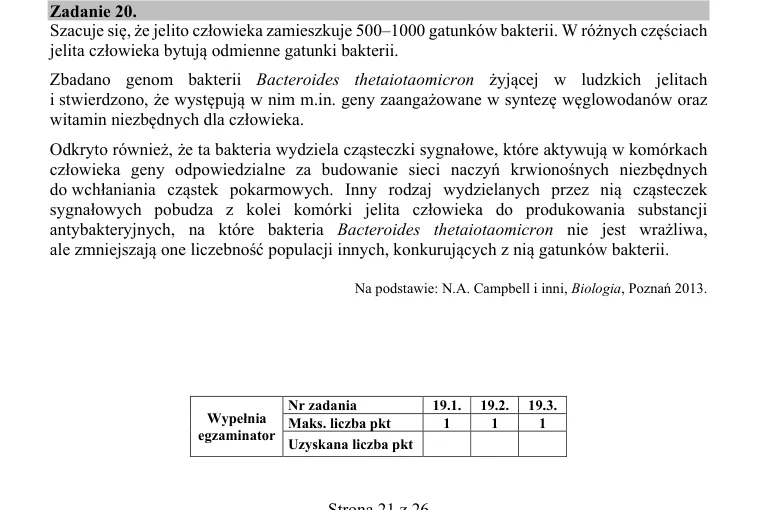 Zadanie 20.
Szacuje się, że jelito człowieka zamieszkuje 500–1000 gatunków bakterii. W różnych częściach
jelita człowieka bytują odmienne gatunki bakterii.
Zbadano genom bakterii Bacteroides thetaiotaomicron żyjącej w ludzkich jelitach
i stwierdzono, że występują w nim m.in. geny zaangażowane w syntezę węglowodanów oraz
witamin niezbędnych dla człowieka.
Odkryto również, że ta bakteria wydziela cząsteczki sygnałowe, które aktywują w komórkach
człowieka geny odpowiedzialne za budowanie sieci naczyń krwionośnych niezbędnych
do wchłaniania cząstek pokarmowych. Inny rodzaj wydzielanych przez nią cząsteczek
sygnałowych pobudza z kolei komórki jelita człowieka do produkowania substancji
antybakteryjnych, na które bakteria Bacteroides thetaiotaomicron nie jest wrażliwa,
ale zmniejszają one liczebność populacji innych, konkurujących z nią gatunków bakterii.
Na podstawie: N.A. Campbell i inni, Biologia, Poznań 2013.
Wypełnia egzaminator
Nr zadania 19.1. 19.2. 19.3.
Maks. liczba pkt 1 1 1
Uzyskana liczba pkt
Strona 21 z 26